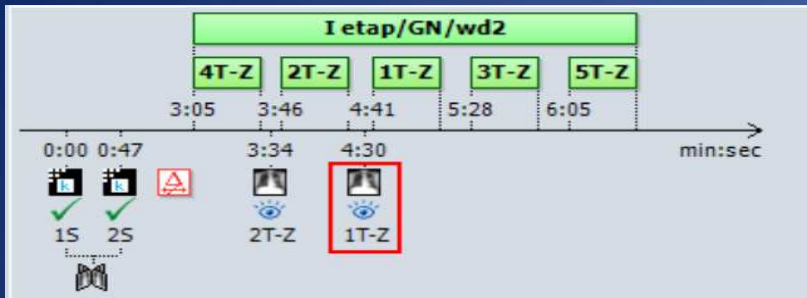 I etap/GN/wd2
4T-Z 2T-Z 1T-Z 3T-Z 5T-Z
3:05 3:46 4:41 5:28 6:05
0:00 0:47 3:34 4:30 min:sec
k k
1S 2S 2T-Z 1T-Z